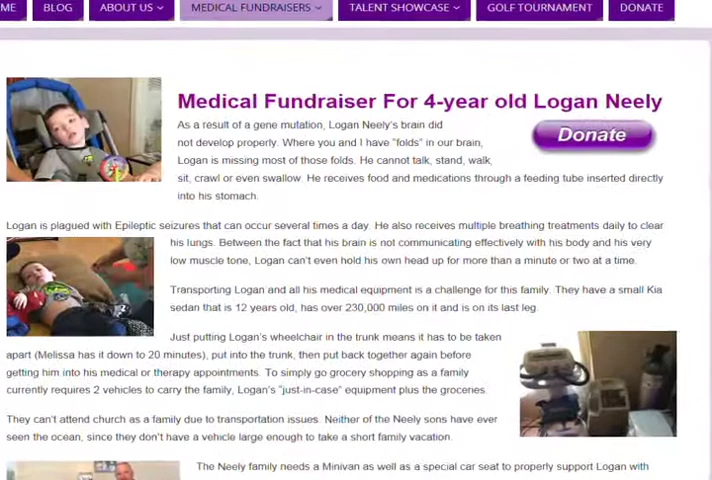 ME
BLOG
ABOUT US
MEDICAL FUNDRAISERS
TALENT SHOWCASE
GOLF TOURNAMENT
DONATE
Medical Fundraiser For 4-year old Logan Neely
Donate
As a result of a gene mutation, Logan Neely's brain did
not develop properly. Where you and I have "folds" in our brain,
Logan is missing most of those folds. He cannot talk, stand, walk,
sit, crawl or even swallow. He receives food and medications through a feeding tube inserted directly
into his stomach.
Logan is plagued with Epileptic seizures that can occur several times a day. He also receives multiple breathing treatments daily to clear
his lungs. Between the fact that his brain is not communicating effectively with his body and his very
low muscle tone, Logan can't even hold his own head up for more than a minute or two at a time.
Transporting Logan and all his medical equipment is a challenge for this family. They have a small Kia
sedan that is 12 years old, has over 230,000 miles on it and is on its last leg.
Just putting Logan's wheelchair in the trunk means it has to be taken
apart (Melissa has it down to 20 minutes), put into the trunk, then put back together again before
getting him into his medical or therapy appointments. To simply go grocery shopping as a family
currently requires 2 vehicles to carry the family, Logan's "just-in-case" equipment plus the groceries.
They can't attend church as a family due to transportation issues. Neither of the Neely sons have ever
seen the ocean, since they don't have a vehicle large enough to take a short family vacation.
The Neely family needs a Minivan as well as a special car seat to properly support Logan with